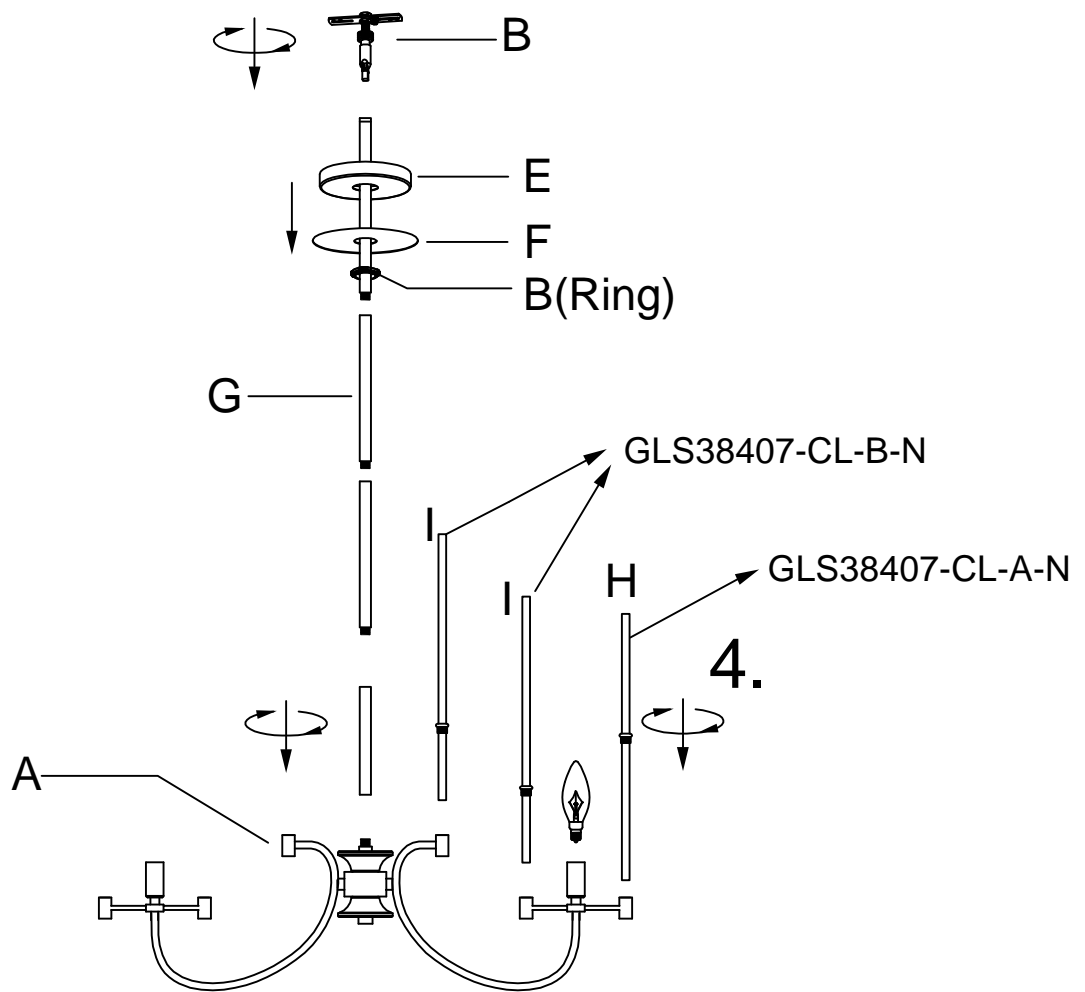 B
E
F
B(Ring)
G
GLS38407-CL-B-N
I
GLS38407-CL-A-N
I
H
4.
A